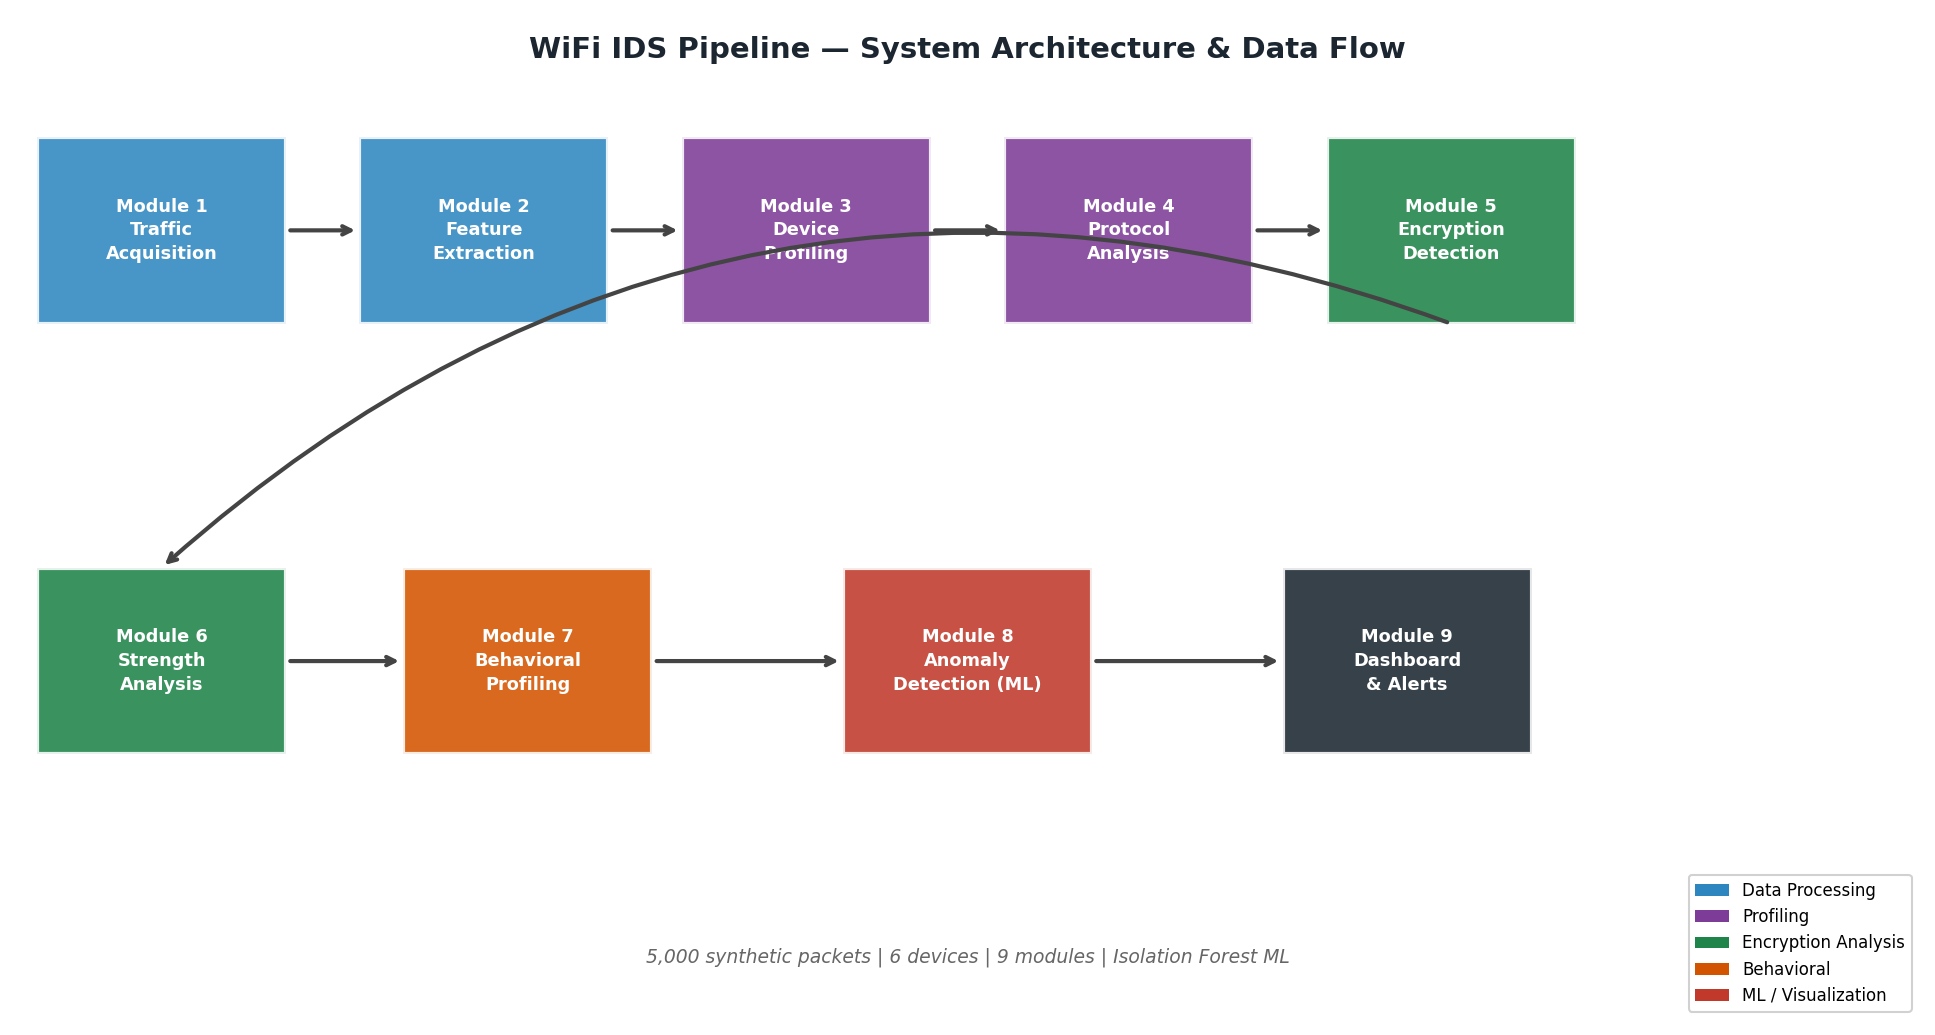 WiFi IDS Pipeline — System Architecture & Data Flow
Module 1
Traffic
Acquisition
Module 2
Feature
Extraction
Module 3
Device
Profiling
Module 4
Protocol
Analysis
Module 5
Encryption
Detection
Module 6
Strength
Analysis
Module 7
Behavioral
Profiling
Module 8
Anomaly
Detection (ML)
Module 9
Dashboard
& Alerts
Data Processing
Profiling
Encryption Analysis
Behavioral
ML / Visualization
5,000 synthetic packets | 6 devices | 9 modules | Isolation Forest ML